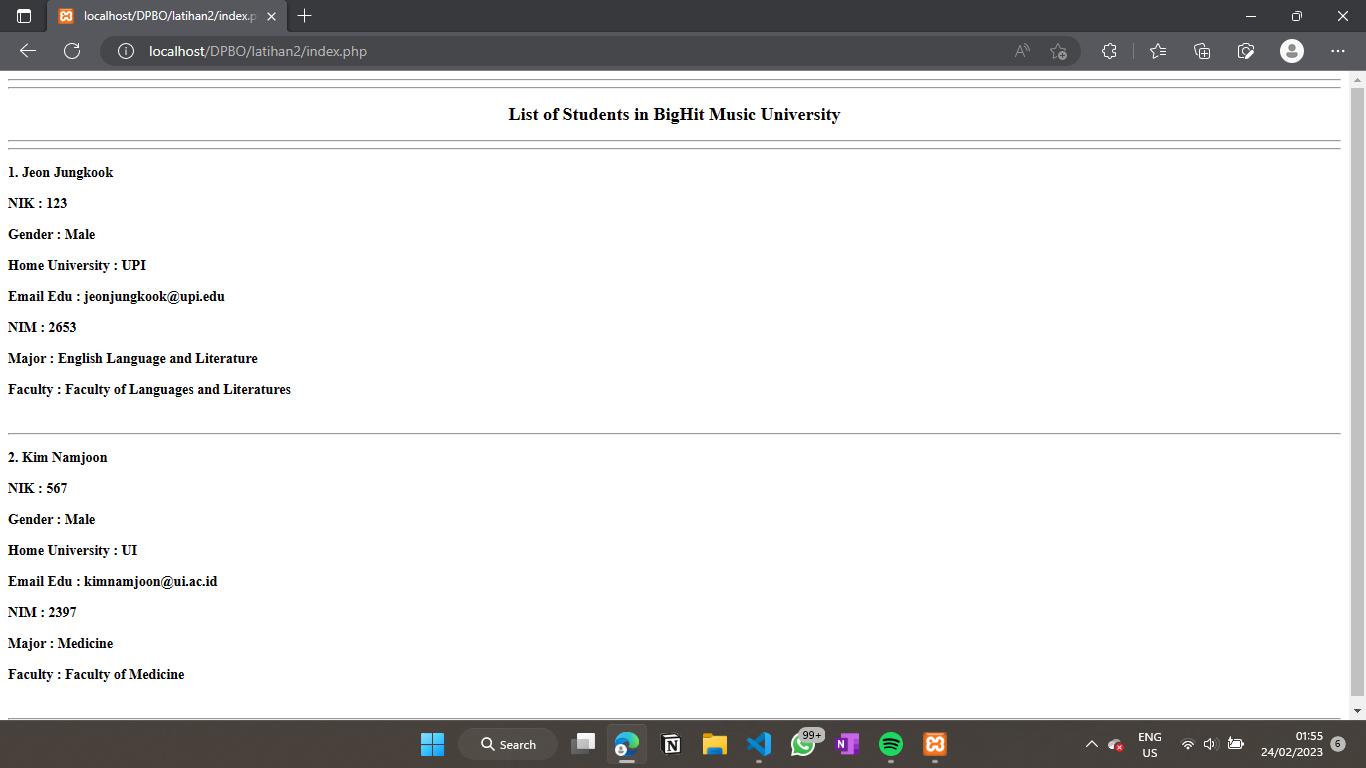 localhost/DPBO/latihan2/index.p
localhost/DPBO/latihan2/index.php
List of Students in BigHit Music University
1. Jeon Jungkook
NIK : 123
Gender : Male
Home University : UPI
Email Edu : jeonjungkook@upi.edu
NIM : 2653
Major : English Language and Literature
Faculty : Faculty of Languages and Literatures
2. Kim Namjoon
NIK : 567
Gender : Male
Home University : UI
Email Edu : kimnamjoon@ui.ac.id
NIM : 2397
Major : Medicine
Faculty : Faculty of Medicine
Search
99+
ENG
US
01:55
24/02/2023
6